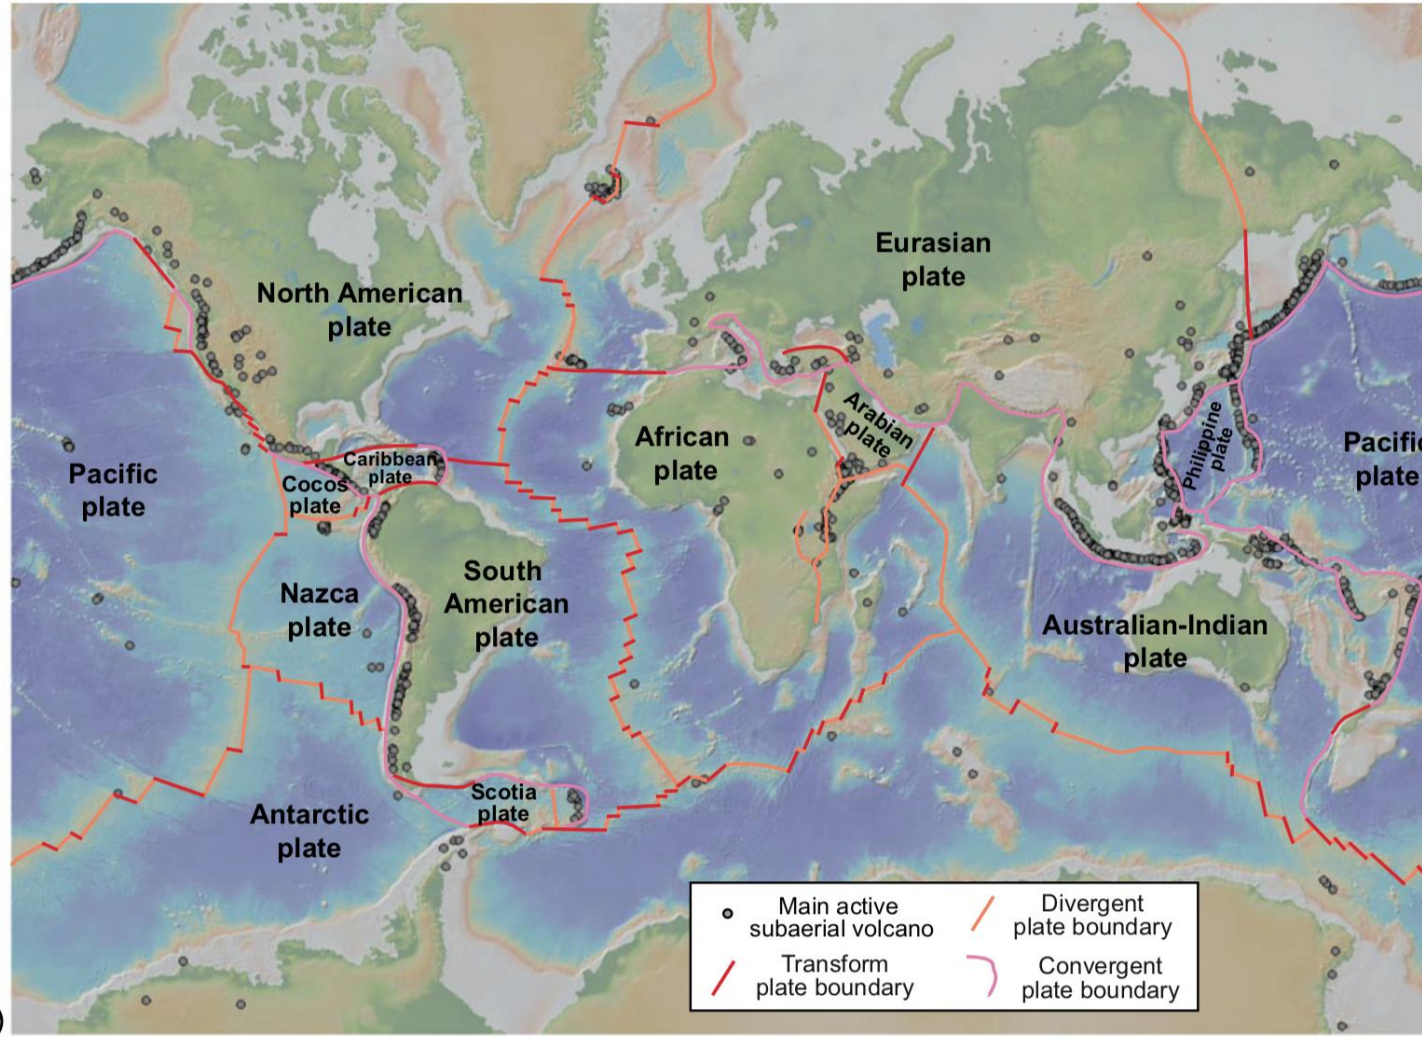 Eurasian
plate
North American
plate
Arabian
plate
African
plate
Philippine
plate
Pacific
plate
Caribbean
plate
Cocos
plate
Pacific
plate
Nazca
plate
South
American
plate
Australian-Indian
plate
Scotia
plate
Antarctic
plate
Main active
subaerial volcano
Divergent
plate boundary
Transform
plate boundary
Convergent
plate boundary
)